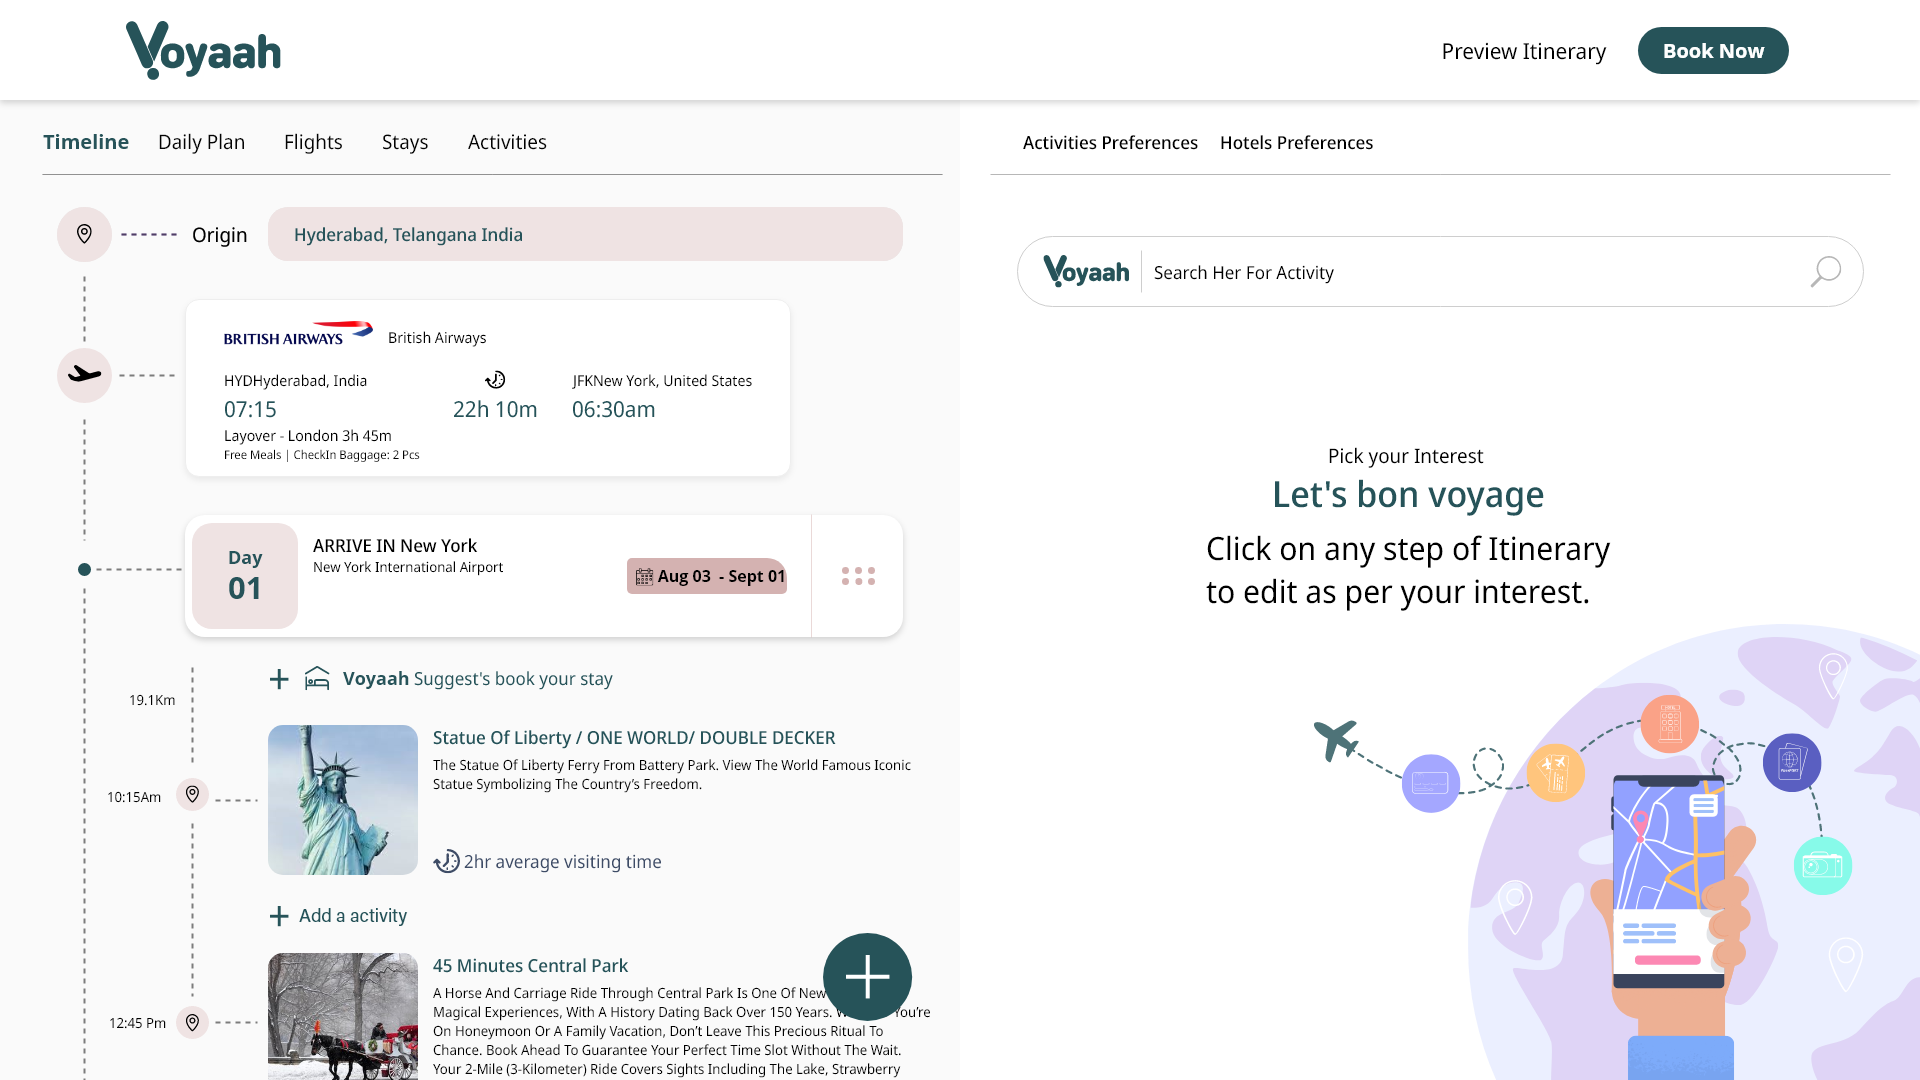 Voyaah
Preview Itinerary
Book Now
Timeline
Daily Plan
Flights
Stays
Activities
Activities Preferences
Hotels Preferences
Origin
Hyderabad, Telangana India
BRITISH AIRWAYS
British Airways
HYDHyderabad, India
JFKNew York, United States
07:15
22h 10m
06:30am
Layover - London 3h 45m
Free Meals | CheckIn Baggage: 2 Pcs
Day
01
ARRIVE IN New York
New York International Airport
Aug 03 - Sept 01
19.1Km
Voyaah Suggest's book your stay
10:15Am
Statue Of Liberty / ONE WORLD/ DOUBLE DECKER
The Statue Of Liberty Ferry From Battery Park. View The World Famous Iconic
Statue Symbolizing The Country's Freedom.
2hr average visiting time
Add a activity
12:45 Pm
45 Minutes Central Park
A Horse And Carriage Ride Through Central Park Is One Of New
Magical Experiences, With A History Dating Back Over 150 Years. You're
On Honeymoon Or A Family Vacation, Don't Leave This Precious Ritual To
Chance. Book Ahead To Guarantee Your Perfect Time Slot Without The Wait.
Your 2-Mile (3-Kilometer) Ride Covers Sights Including The Lake, Strawberry
Voyaah
Search Her For Activity
Pick your Interest
Let's bon voyage
Click on any step of Itinerary
to edit as per your interest.